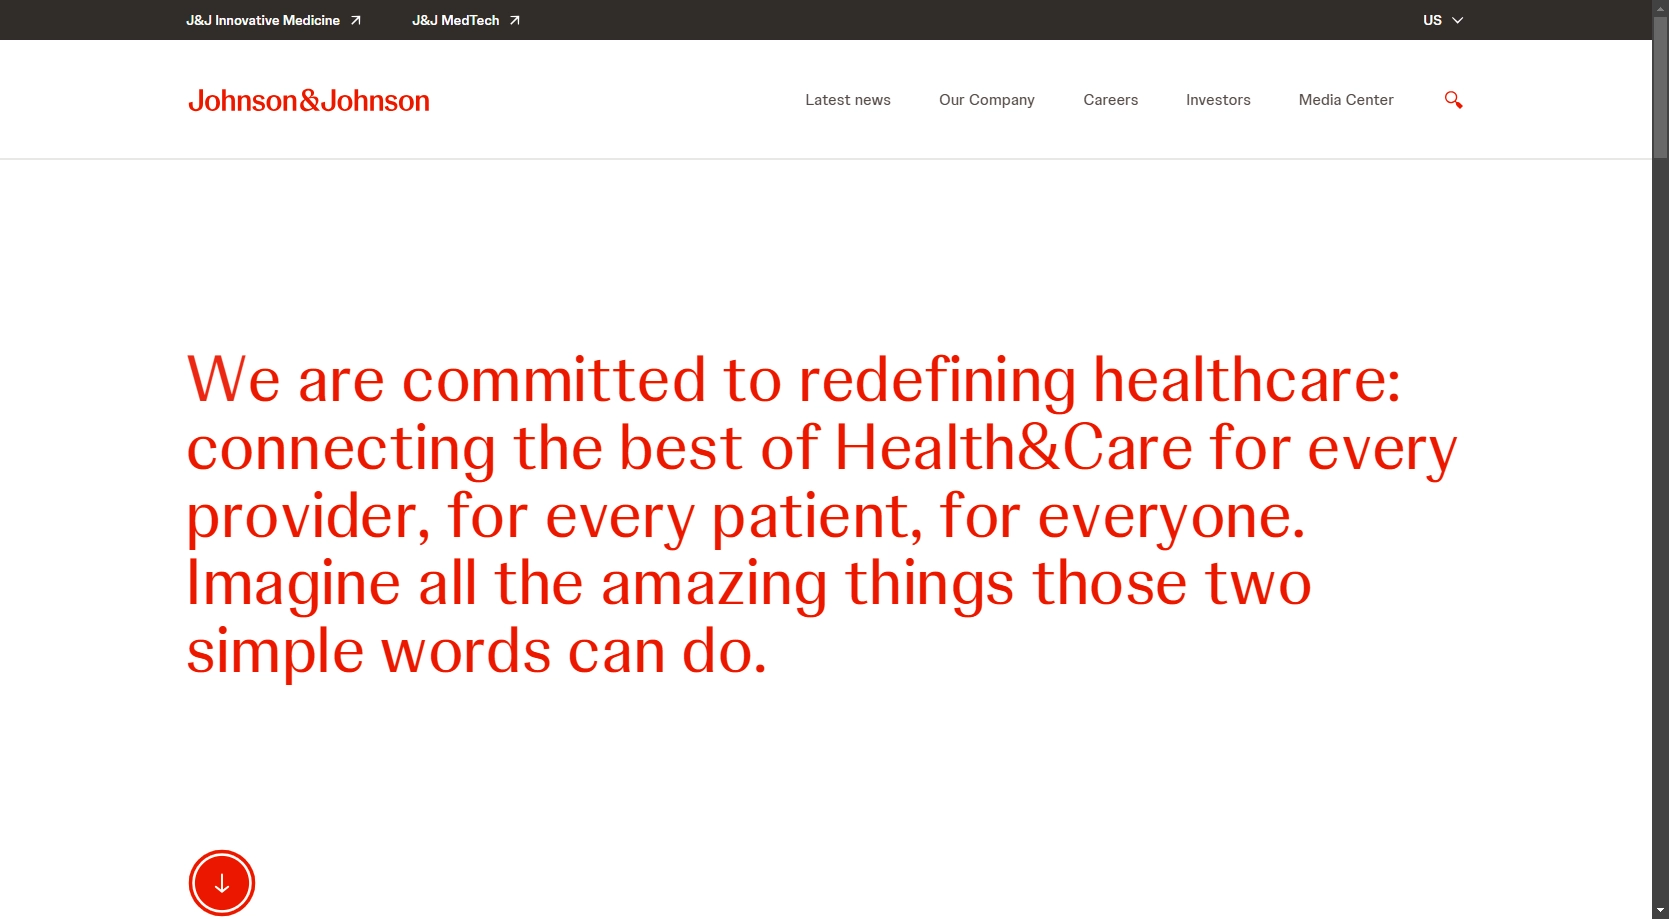 J&J Innovative Medicine
J&J MedTech
US
Johnson&Johnson
Latest news
Our Company
Careers
Investors
Media Center
We are committed to redefining healthcare:
connecting the best of Health&Care for every
provider, for every patient, for everyone.
Imagine all the amazing things those two
simple words can do.